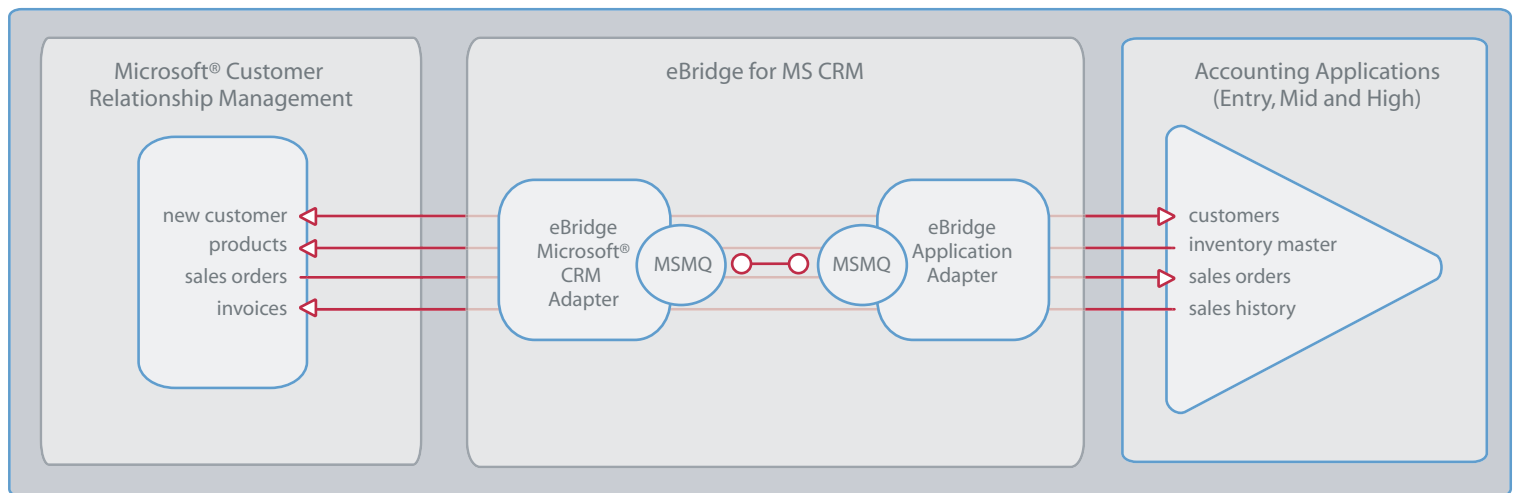 Microsoft® Customer
Relationship Management
new customer
products
sales orders
invoices
eBridge for MS CRM
eBridge
Microsoft®
CRM
Adapter
MSMQ
MSMQ
eBridge
Application
Adapter
Accounting Applications
(Entry, Mid and High)
customers
inventory master
sales orders
sales history